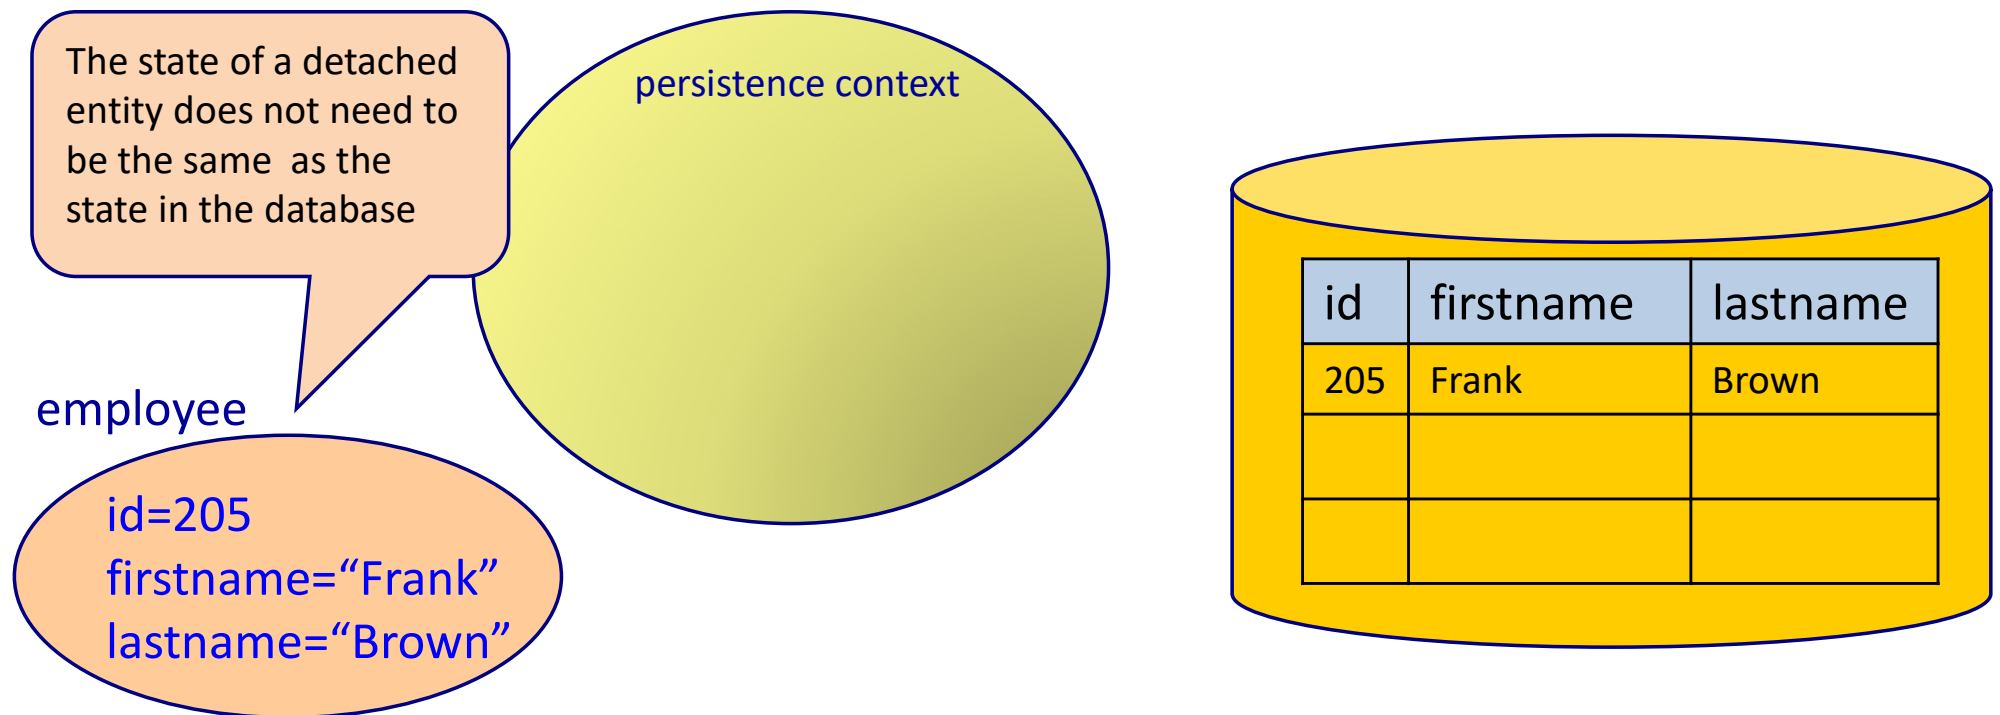 The state of a detached
entity does not need to
be the same  as the
state in the database
persistence context
employee
id=205
firstname=“Frank”
lastname=“Brown”
id firstname lastname
205 Frank Brown